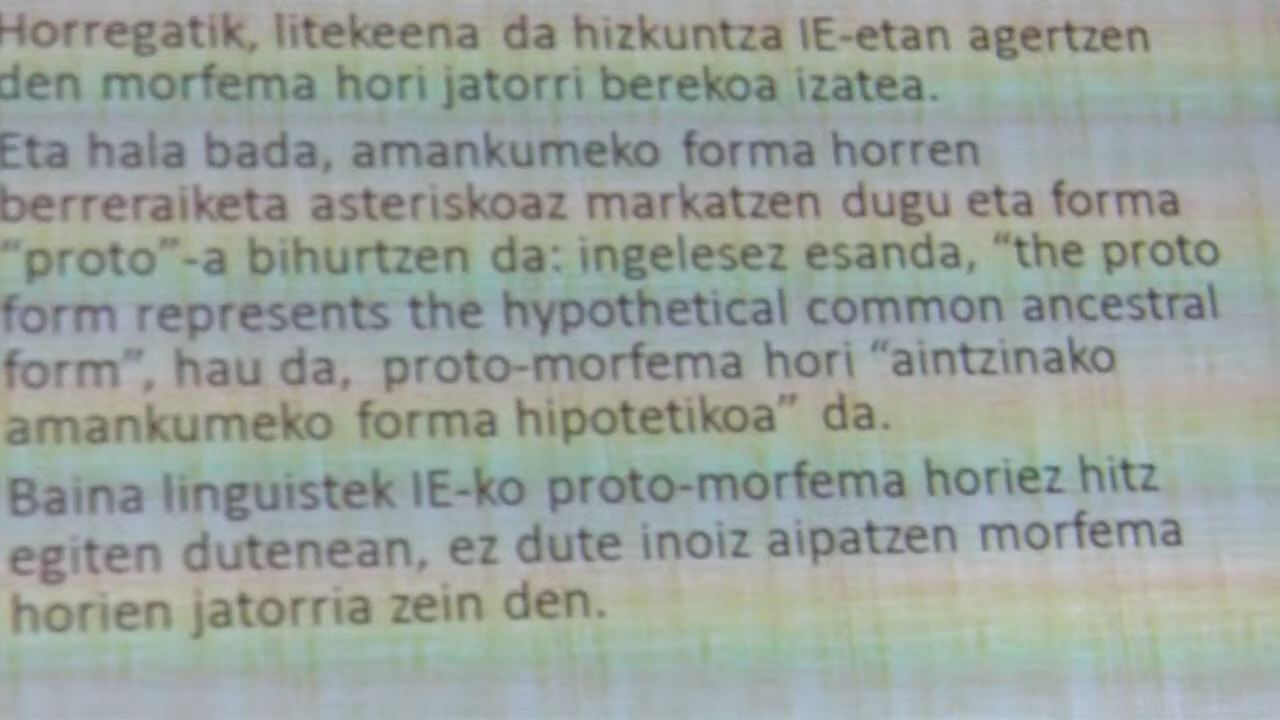 Horregatik, litekeena da hizkuntza IE-etan agertzen
den morfema hori jatorri berekoa izatea.
Eta hala bada, amankumeko forma horren
berreraiketa asteriskoaz markatzen dugu eta forma
"proto"-a bihurtzen da: ingelesez esanda, "the proto
form represents the hypothetical common ancestral
form", hau da, proto-morfema hori "aintzinako
amankumeko forma hipotetikoa" da.
Baina linguistek IE-ko proto-morfema horiez hitz
egiten dutenean, ez dute inoiz aipatzen morfema
horien jatorria zein den.